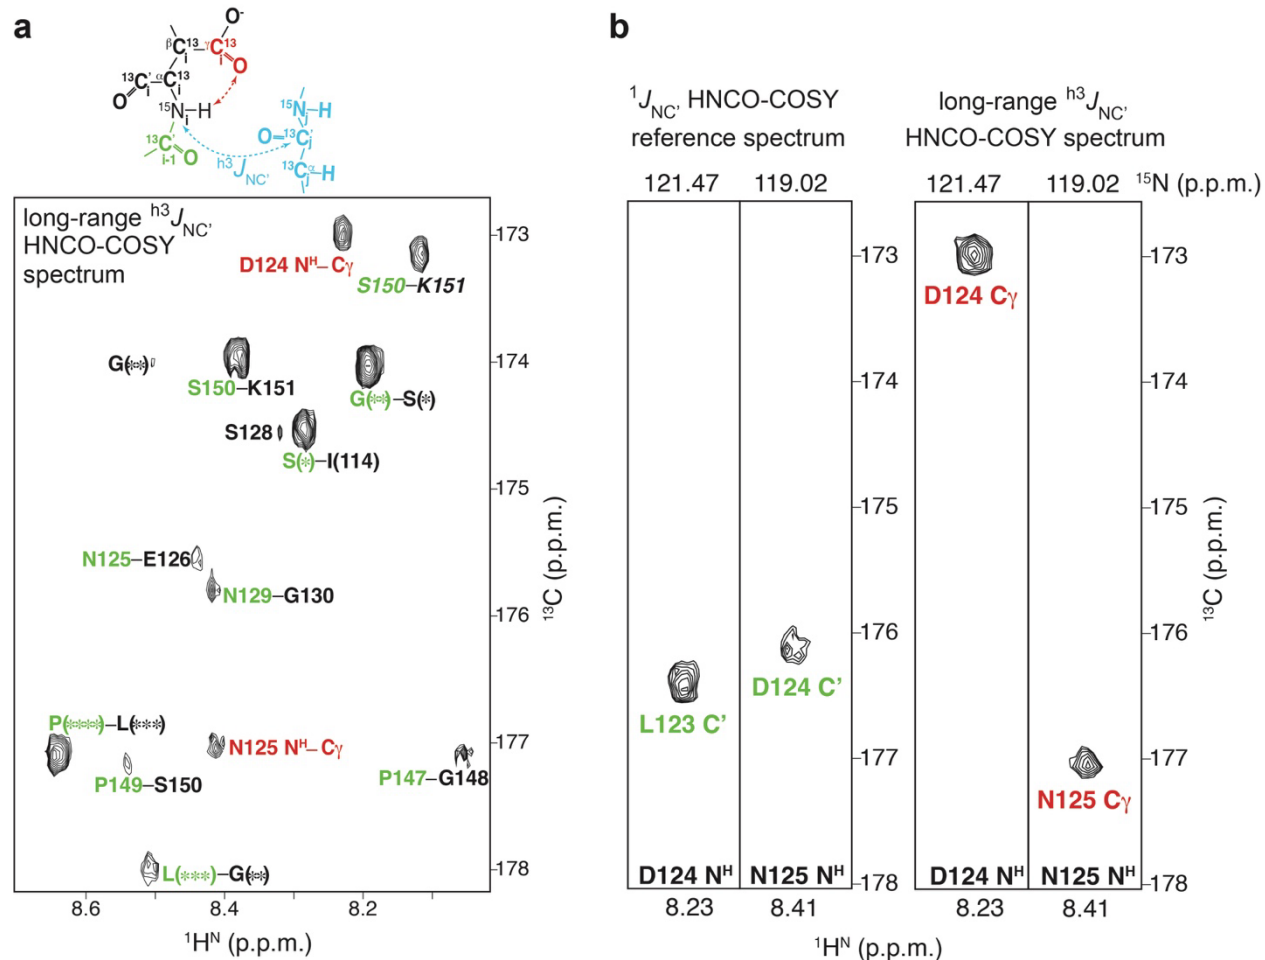 a
O-
β C13 i – γ C13 i
O
13C' i – α C13 i
O
15N i – H
13C' i-1
O
h3JNC'
15N j – H
O= 13C' j
13C α j – H
long-range h3JNC'
HNCO-COSY
spectrum
D124 NH– Cγ
S150–K151
G(**)
S150–K151
G(**)–S(*)
S128
S(*)–I(114)
N125–E126
N129–G130
P(****)–L(***)
N125 NH– Cγ
P149–S150
P147–G148
L(***)–G(**)
173
174
175
176
177
178
13C (p.p.m.)
8.6 8.4 8.2
1HN (p.p.m.)
b
1JNC' HNCO-COSY
reference spectrum
121.47 119.02
L123 C'
D124 C'
D124 NH N125 NH
8.23 8.41
173
174
175
176
177
178
long-range h3JNC'
HNCO-COSY spectrum
121.47 119.02 15N (p.p.m.)
D124 Cγ
N125 Cγ
D124 NH N125 NH
8.23 8.41
173
174
175
176
177
178
13C (p.p.m.)
1HN (p.p.m.)